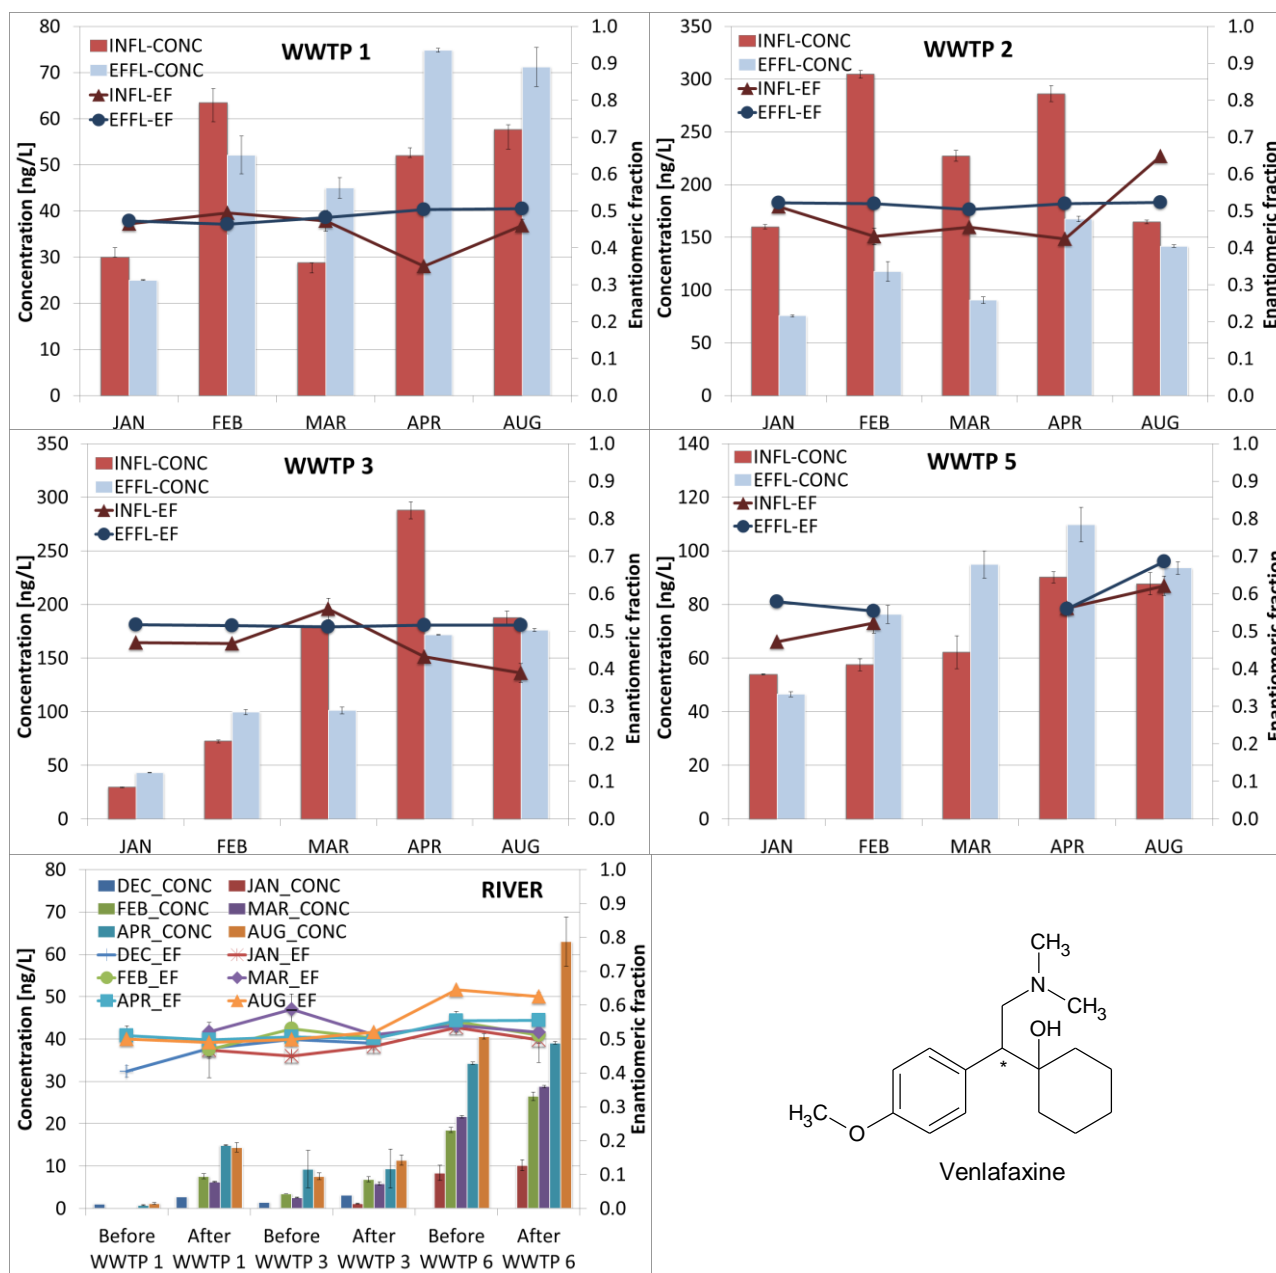 WWTP 1
INFL-CONC
EFFL-CONC
INFL-EF
EFFL-EF
Concentration [ng/L]
Enantiomeric fraction
80
70
60
50
40
30
20
10
0
1.0
0.9
0.8
0.7
0.6
0.5
0.4
0.3
0.2
0.1
0.0
JAN FEB MAR APR AUG
WWTP 2
INFL-CONC
EFFL-CONC
INFL-EF
EFFL-EF
Concentration [ng/L]
Enantiomeric fraction
350
300
250
200
150
100
50
0
1.0
0.9
0.8
0.7
0.6
0.5
0.4
0.3
0.2
0.1
0.0
JAN FEB MAR APR AUG
WWTP 3
INFL-CONC
EFFL-CONC
INFL-EF
EFFL-EF
Concentration [ng/L]
Enantiomeric fraction
350
300
250
200
150
100
50
0
1.0
0.9
0.8
0.7
0.6
0.5
0.4
0.3
0.2
0.1
0.0
JAN FEB MAR APR AUG
WWTP 5
INFL-CONC
EFFL-CONC
INFL-EF
EFFL-EF
Concentration [ng/L]
Enantiomeric fraction
140
120
100
80
60
40
20
0
1.0
0.9
0.8
0.7
0.6
0.5
0.4
0.3
0.2
0.1
0.0
JAN FEB MAR APR AUG
RIVER
DEC_CONC JAN_CONC
FEB_CONC MAR_CONC
APR_CONC AUG_CONC
DEC_EF JAN_EF
FEB_EF MAR_EF
APR_EF AUG_EF
Concentration [ng/L]
Enantiomeric fraction
80
70
60
50
40
30
20
10
0
1.0
0.9
0.8
0.7
0.6
0.5
0.4
0.3
0.2
0.1
0.0
Before After Before After Before After
WWTP 1 WWTP 1 WWTP 3 WWTP 3 WWTP 6 WWTP 6
CH₃
N
CH₃
OH
*
H₃C
O
Venlafaxine